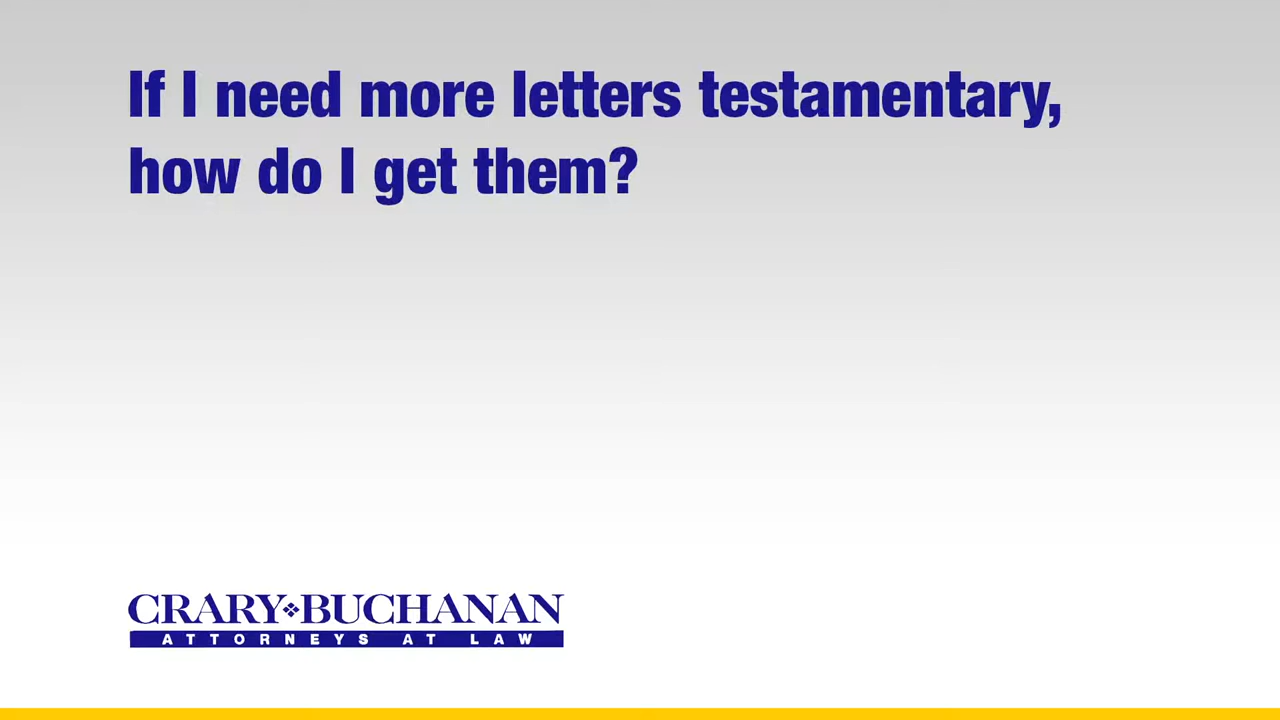 If I need more letters testamentary,
how do I get them?
CRARY BUCHANAN
ATTORNEYS AT LAW